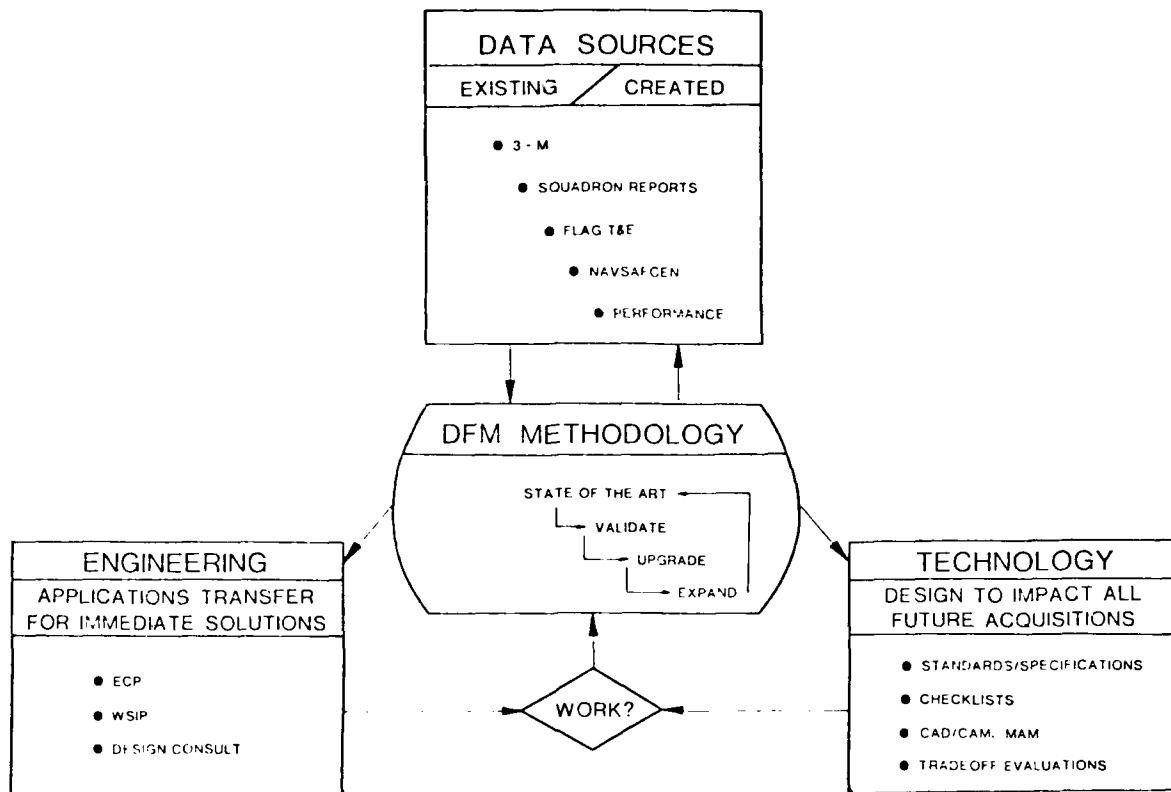 DATA SOURCES
EXISTING / CREATED
● 3 - M
● SQUADRON REPORTS
● FLAG T&E
● NAVSAFCEN
● PERFORMANCE
DFM METHODOLOGY
STATE OF THE ART
VALIDATE
UPGRADE
EXPAND
ENGINEERING
APPLICATIONS TRANSFER
FOR IMMEDIATE SOLUTIONS
● ECP
● WSIP
● DESIGN CONSULT
WORK?
TECHNOLOGY
DESIGN TO IMPACT ALL
FUTURE ACQUISITIONS
● STANDARDS/SPECIFICATIONS
● CHECKLISTS
● CAD/CAM, MAM
● TRADEOFF EVALUATIONS